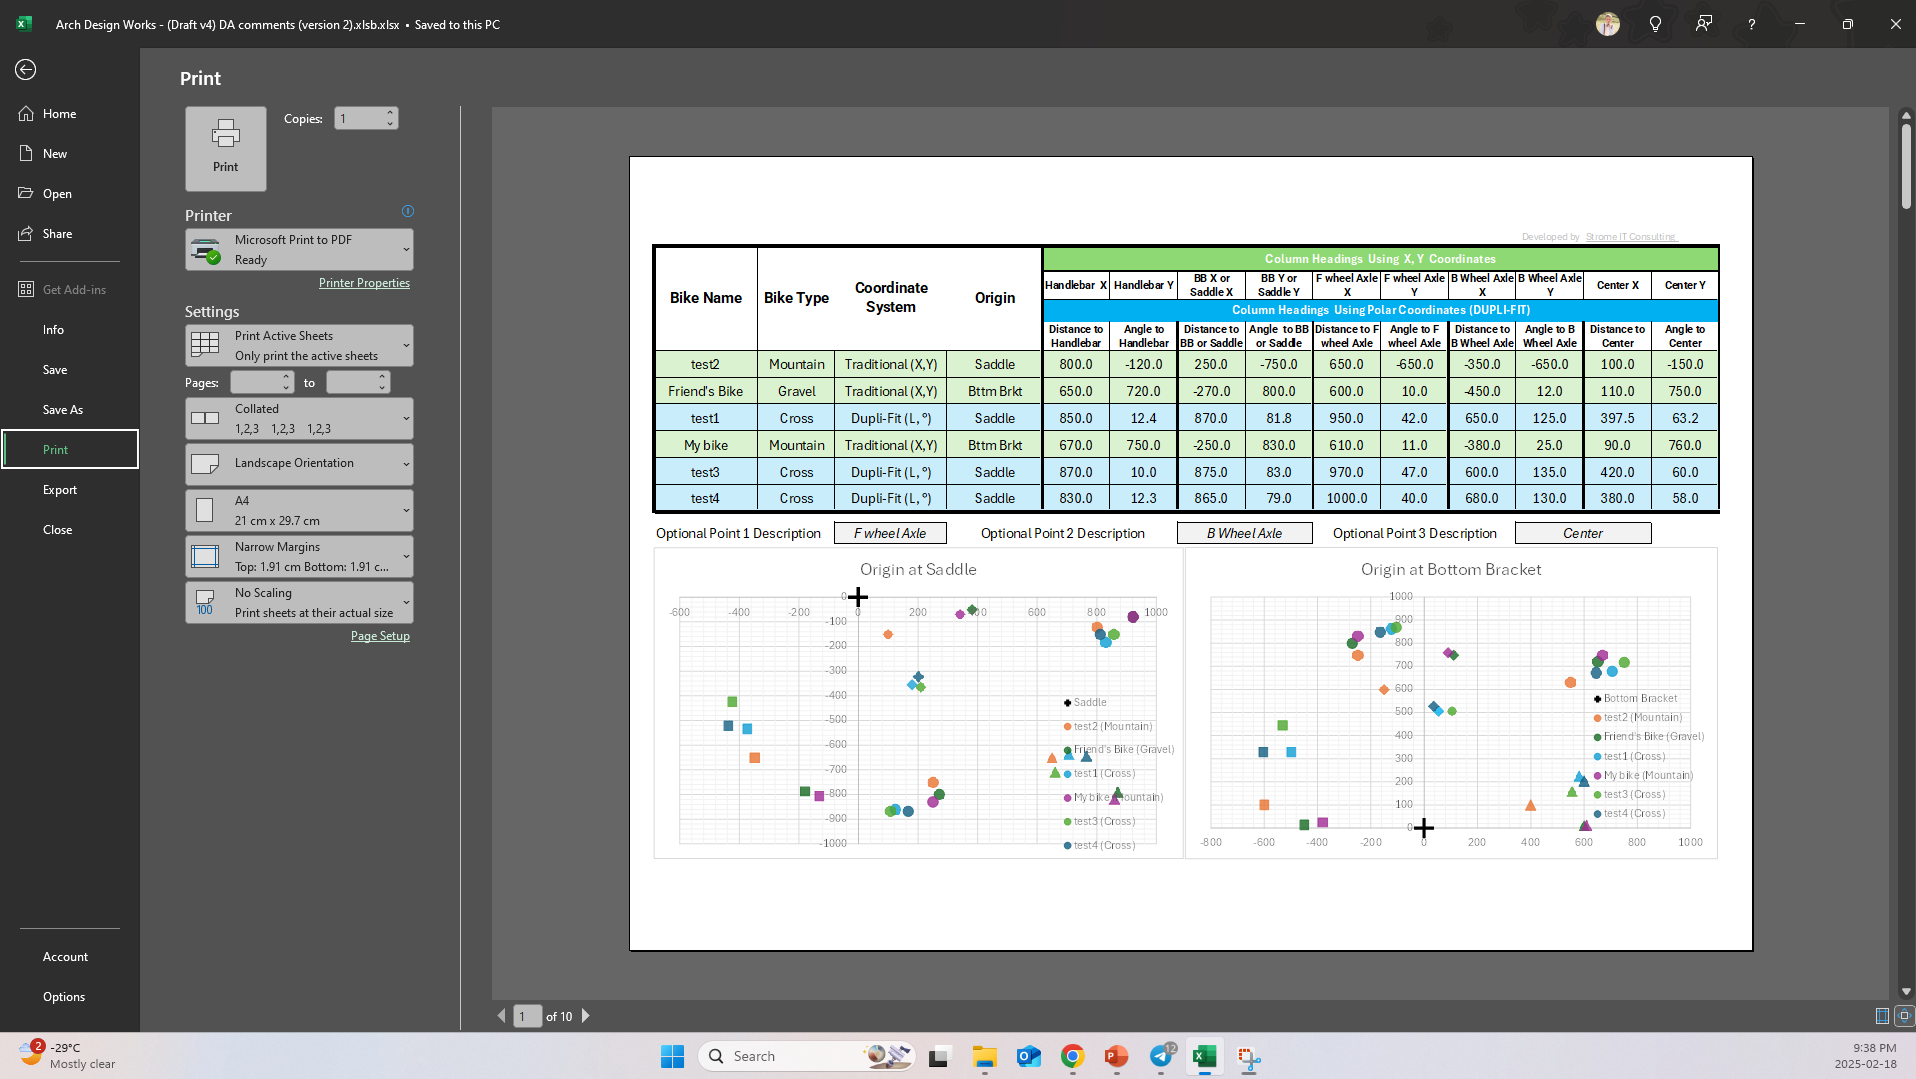 Arch Design Works - (Draft v4) DA comments (version 2).xlsb.xlsx • Saved to this PC
?
Print
Home
New
Open
Share
Get Add-ins
Info
Save
Save As
Print
Export
Close
Account
Options
Print
Copies: 1
Printer
Microsoft Print to PDF
Ready
Printer Properties
Settings
Print Active Sheets
Only print the active sheets
Pages: to
Collated
1,2,3 1,2,3 1,2,3
Landscape Orientation
A4
21 cm x 29.7 cm
Narrow Margins
Top: 1.91 cm Bottom: 1.91 c...
No Scaling
100 Print sheets at their actual size
Page Setup
Developed by Strome IT Consulting
Bike Name Bike Type Coordinate System Origin
Column Headings Using X, Y Coordinates
Handlebar X Handlebar Y BB X or Saddle X BB Y or Saddle Y F wheel Axle X F wheel Axle Y B Wheel Axle X B Wheel Axle Y Center X Center Y
Column Headings Using Polar Coordinates (DUPLI-FIT)
Distance to Handlebar Angle to Handlebar Distance to BB or Saddle Angle to BB or Saddle Distance to F wheel Axle Angle to F wheel Axle Distance to B Wheel Axle Angle to B Wheel Axle Distance to Center Angle to Center
test2 Mountain Traditional (X,Y) Saddle 800.0 -120.0 250.0 -750.0 650.0 -650.0 -350.0 -650.0 100.0 -150.0
Friend's Bike Gravel Traditional (X,Y) Bttm Brkt 650.0 720.0 -270.0 800.0 600.0 10.0 -450.0 12.0 110.0 750.0
test1 Cross Dupli-Fit (L, °) Saddle 850.0 12.4 870.0 81.8 950.0 42.0 650.0 125.0 397.5 63.2
My bike Mountain Traditional (X,Y) Bttm Brkt 670.0 750.0 -250.0 830.0 610.0 11.0 -380.0 25.0 90.0 760.0
test3 Cross Dupli-Fit (L, °) Saddle 870.0 10.0 875.0 83.0 970.0 47.0 600.0 135.0 420.0 60.0
test4 Cross Dupli-Fit (L, °) Saddle 830.0 12.3 865.0 79.0 1000.0 40.0 680.0 130.0 380.0 58.0
Optional Point 1 Description F wheel Axle Optional Point 2 Description B Wheel Axle Optional Point 3 Description Center
Origin at Saddle
0
-600 -400 -200 0 200 400 600 800 1000
-100
-200
-300
-400
-500
-600
-700
-800
-900
-1000
Saddle
test2 (Mountain)
Friend's Bike (Gravel)
test1 (Cross)
My bike (Mountain)
test3 (Cross)
test4 (Cross)
Origin at Bottom Bracket
1000
900
800
700
600
500
400
300
200
100
0
-800 -600 -400 -200 0 200 400 600 800 1000
Bottom Bracket
test2 (Mountain)
Friend's Bike (Gravel)
test1 (Cross)
My bike (Mountain)
test3 (Cross)
test4 (Cross)
1 of 10
2
-29°C
Mostly clear
Search
12
9:38 PM
2025-02-18